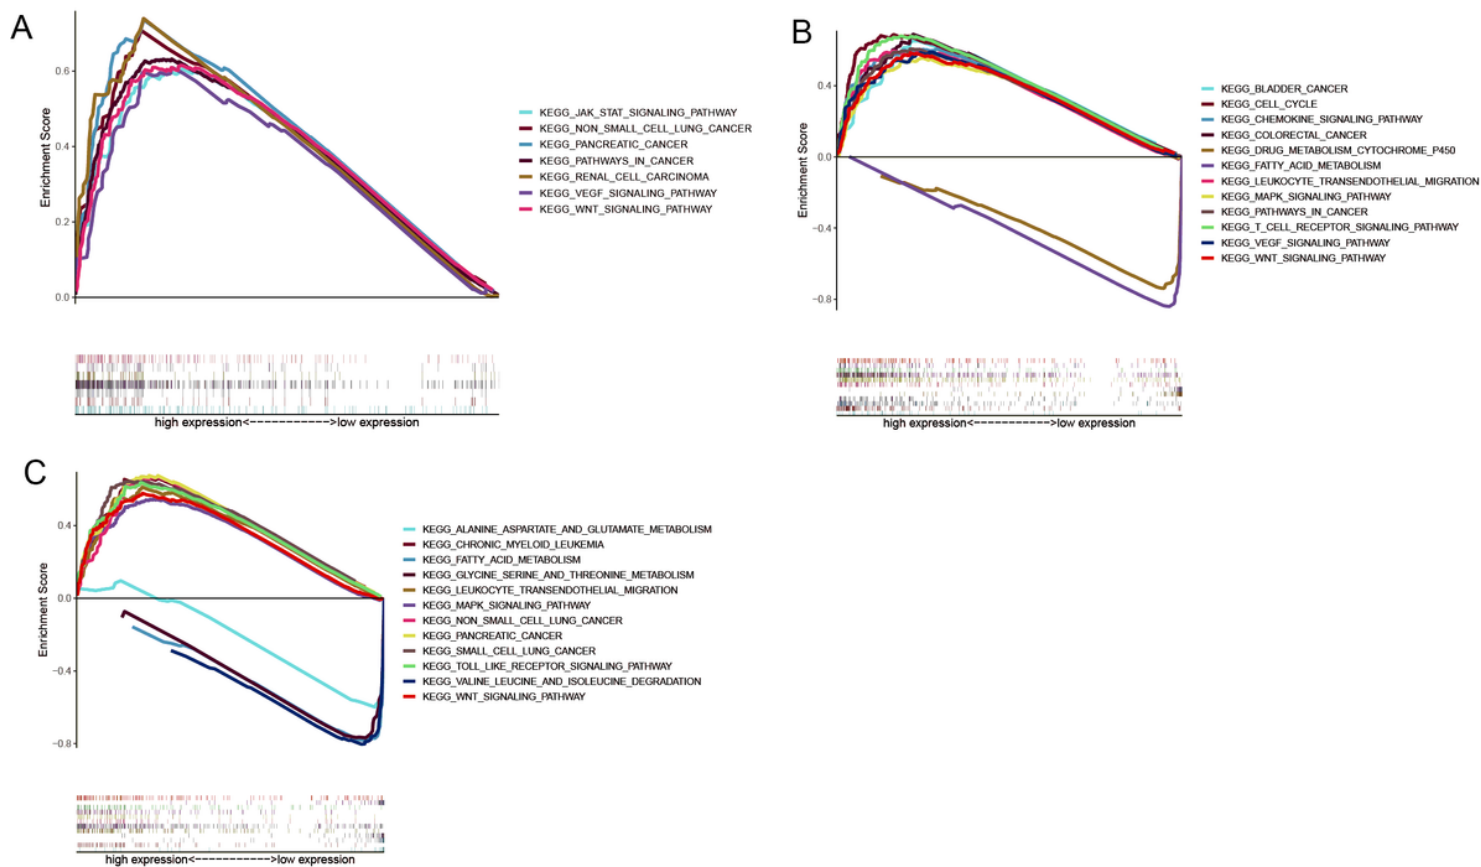 A
Enrichment Score
0.6
0.4
0.2
0.0
KEGG_JAK_STAT_SIGNALING_PATHWAY
KEGG_NON_SMALL_CELL_LUNG_CANCER
KEGG_PANCREATIC_CANCER
KEGG_PATHWAYS_IN_CANCER
KEGG_RENAL_CELL_CARCINOMA
KEGG_VEGF_SIGNALING_PATHWAY
KEGG_WNT_SIGNALING_PATHWAY
high expression<------------>low expression
B
Enrichment Score
0.4
0.0
−0.4
−0.8
KEGG_BLADDER_CANCER
KEGG_CELL_CYCLE
KEGG_CHEMOKINE_SIGNALING_PATHWAY
KEGG_COLORECTAL_CANCER
KEGG_DRUG_METABOLISM_CYTOCHROME_P450
KEGG_FATTY_ACID_METABOLISM
KEGG_LEUKOCYTE_TRANSENDOTHELIAL_MIGRATION
KEGG_MAPK_SIGNALING_PATHWAY
KEGG_PATHWAYS_IN_CANCER
KEGG_T_CELL_RECEPTOR_SIGNALING_PATHWAY
KEGG_VEGF_SIGNALING_PATHWAY
KEGG_WNT_SIGNALING_PATHWAY
high expression<------------>low expression
C
Enrichment Score
0.4
0.0
−0.4
−0.8
KEGG_ALANINE_ASPARTATE_AND_GLUTAMATE_METABOLISM
KEGG_CHRONIC_MYELOID_LEUKEMIA
KEGG_FATTY_ACID_METABOLISM
KEGG_GLYCINE_SERINE_AND_THREONINE_METABOLISM
KEGG_LEUKOCYTE_TRANSENDOTHELIAL_MIGRATION
KEGG_MAPK_SIGNALING_PATHWAY
KEGG_NON_SMALL_CELL_LUNG_CANCER
KEGG_PANCREATIC_CANCER
KEGG_SMALL_CELL_LUNG_CANCER
KEGG_TOLL_LIKE_RECEPTOR_SIGNALING_PATHWAY
KEGG_VALINE_LEUCINE_AND_ISOLEUCINE_DEGRADATION
KEGG_WNT_SIGNALING_PATHWAY
high expression<------------>low expression